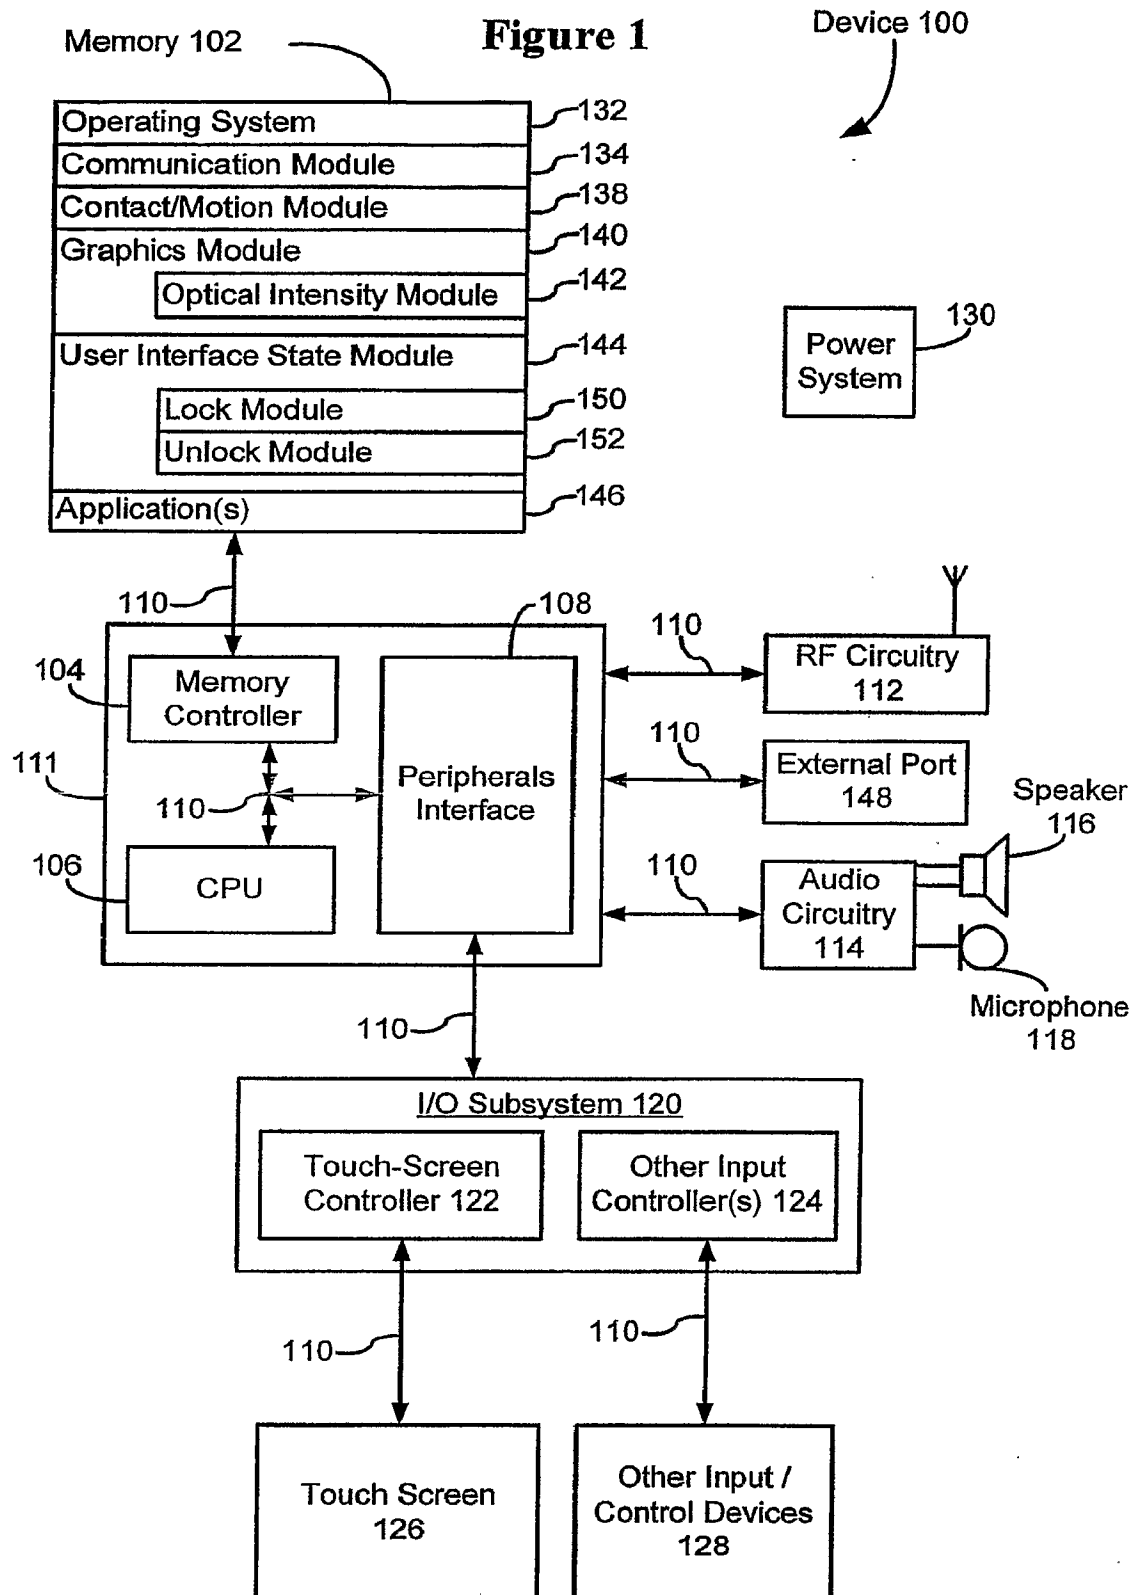 Figure 1
Memory 102
Device 100
Operating System
132
Communication Module
134
Contact/Motion Module
138
Graphics Module
140
Optical Intensity Module
142
User Interface State Module
144
Lock Module
150
Unlock Module
152
Application(s)
146
Power
System
130
110
108
104
Memory
Controller
111
110
Peripherals
Interface
106
CPU
110
RF Circuitry
112
110
External Port
148
Speaker
116
110
Audio
Circuitry
114
Microphone
118
110
I/O Subsystem 120
Touch-Screen
Controller 122
Other Input
Controller(s) 124
110
110
Touch Screen
126
Other Input /
Control Devices
128